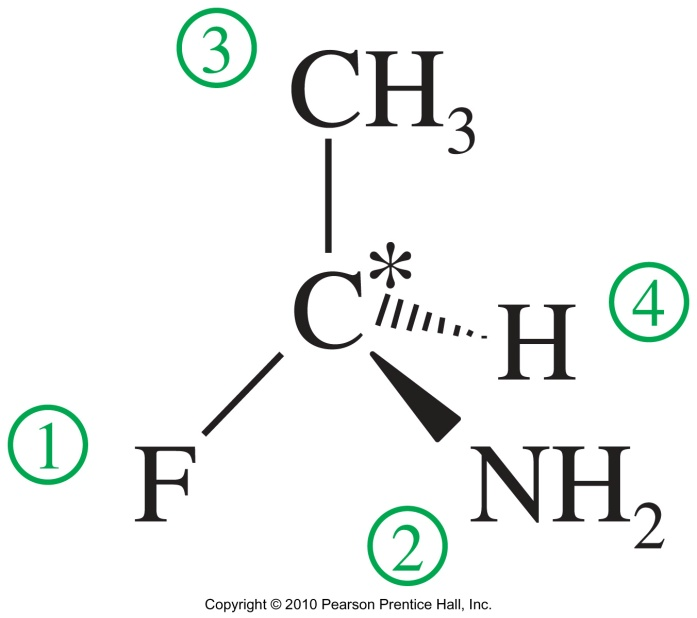 3 CH3
C* H 4
1 F NH2
2
Copyright © 2010 Pearson Prentice Hall, Inc.